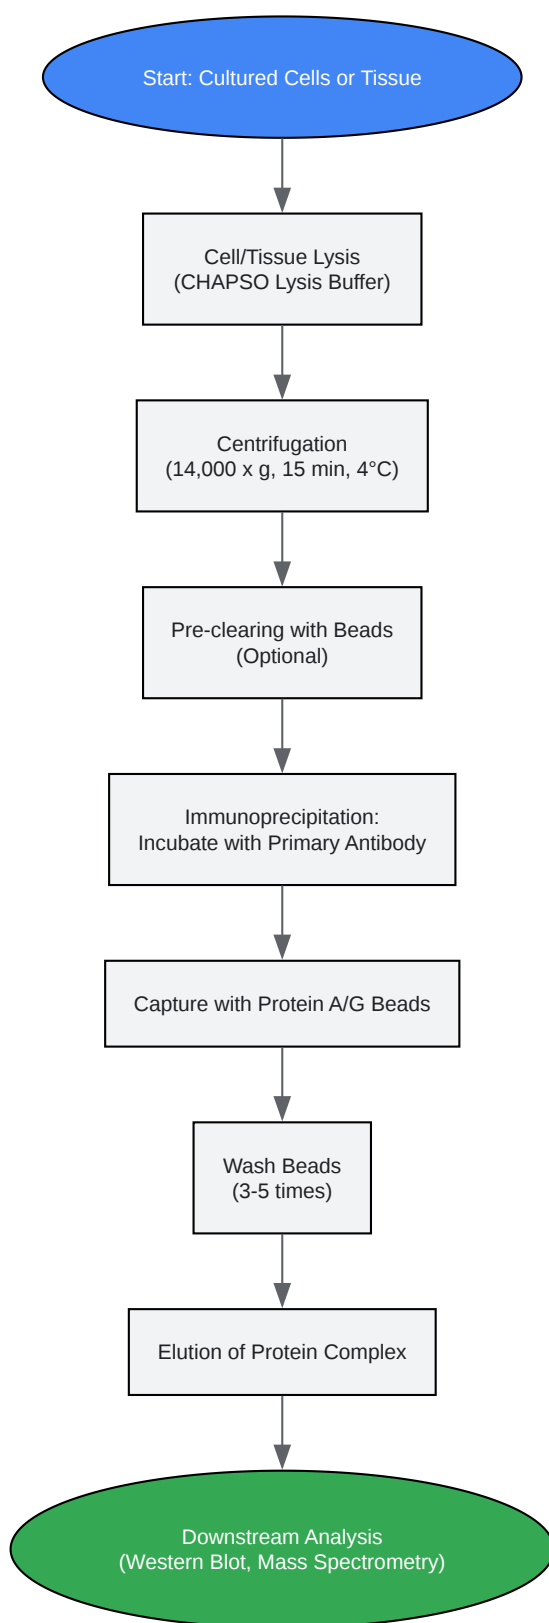 Start: Cultured Cells or Tissue
Cell/Tissue Lysis
(CHAPSO Lysis Buffer)
Centrifugation
(14,000 x g, 15 min, 4°C)
Pre-clearing with Beads
(Optional)
Immunoprecipitation:
Incubate with Primary Antibody
Capture with Protein A/G Beads
Wash Beads
(3-5 times)
Elution of Protein Complex
Downstream Analysis
(Western Blot, Mass Spectrometry)